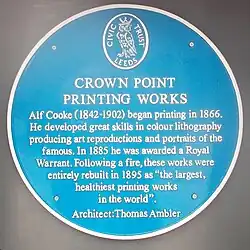 CIVIC TRUST
LEEDS
CROWN POINT
PRINTING WORKS
Alf Cooke (1842-1902) began printing in 1866.
He developed great skills in colour lithography
producing art reproductions and portraits of the
famous. In 1885 he was awarded a Royal
Warrant. Following a fire, these works were
entirely rebuilt in 1895 as “the largest,
healthiest printing works
in the world”.
Architect: Thomas Ambler